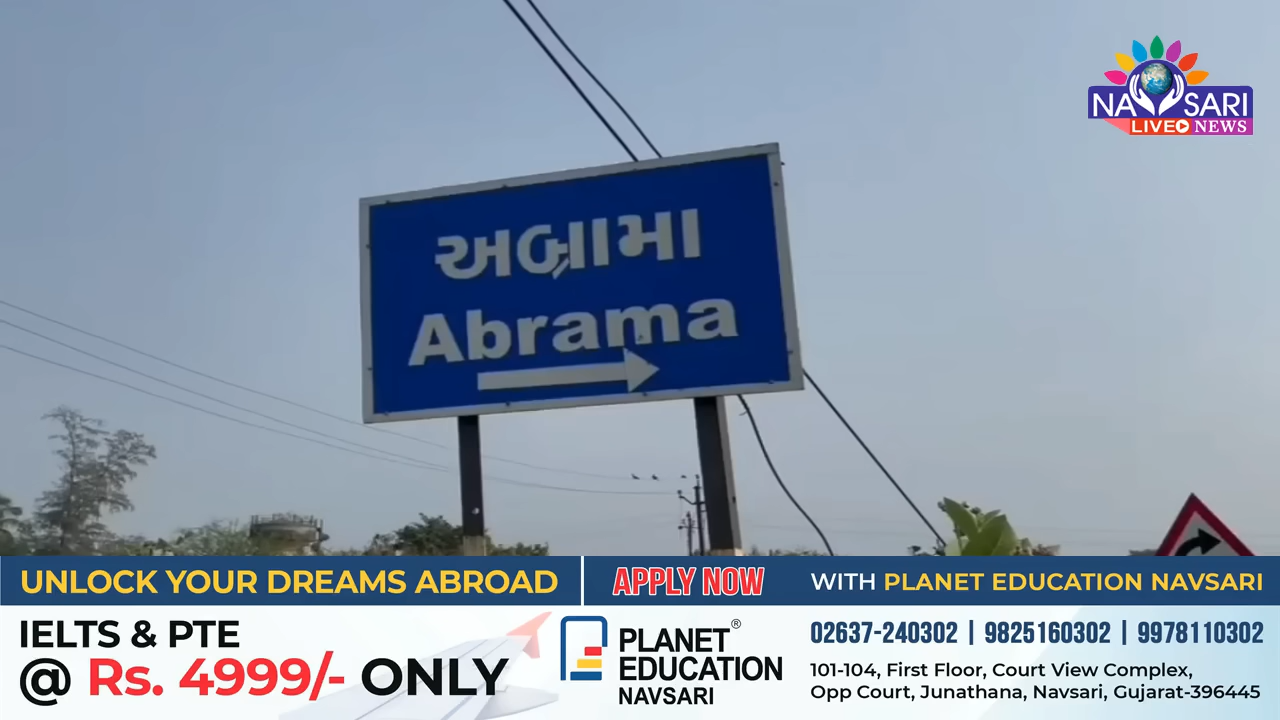 NAVSARI
LIVE NEWS
અબ્રામા
Abrama
UNLOCK YOUR DREAMS ABROAD
APPLY NOW
WITH PLANET EDUCATION NAVSARI
IELTS & PTE
@ Rs. 4999/- ONLY
PLANET®
EDUCATION
NAVSARI
02637-240302 | 9825160302 | 9978110302
101-104, First Floor, Court View Complex,
Opp Court, Junathana, Navsari, Gujarat-396445